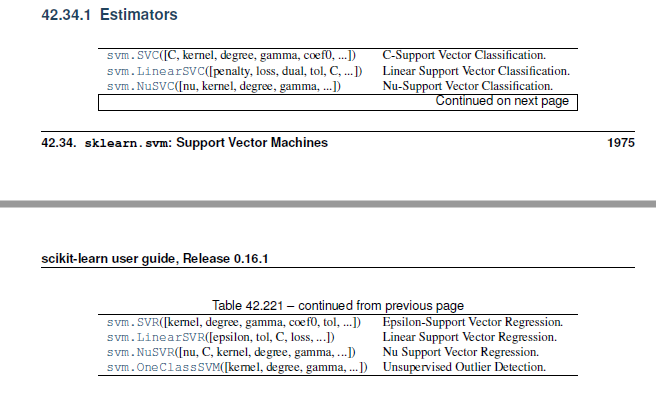 42.34.1 Estimators
svm.SVC([C, kernel, degree, gamma, coef0, ...]) C-Support Vector Classification.
svm.LinearSVC([penalty, loss, dual, tol, C, ...]) Linear Support Vector Classification.
svm.NuSVC([nu, kernel, degree, gamma, ...]) Nu-Support Vector Classification.
Continued on next page
42.34. sklearn.svm: Support Vector Machines 1975
scikit-learn user guide, Release 0.16.1
Table 42.221 – continued from previous page
svm.SVR([kernel, degree, gamma, coef0, tol, ...]) Epsilon-Support Vector Regression.
svm.LinearSVR([epsilon, tol, C, loss, ...]) Linear Support Vector Regression.
svm.NuSVR([nu, C, kernel, degree, gamma, ...]) Nu Support Vector Regression.
svm.OneClassSVM([kernel, degree, gamma, ...]) Unsupervised Outlier Detection.